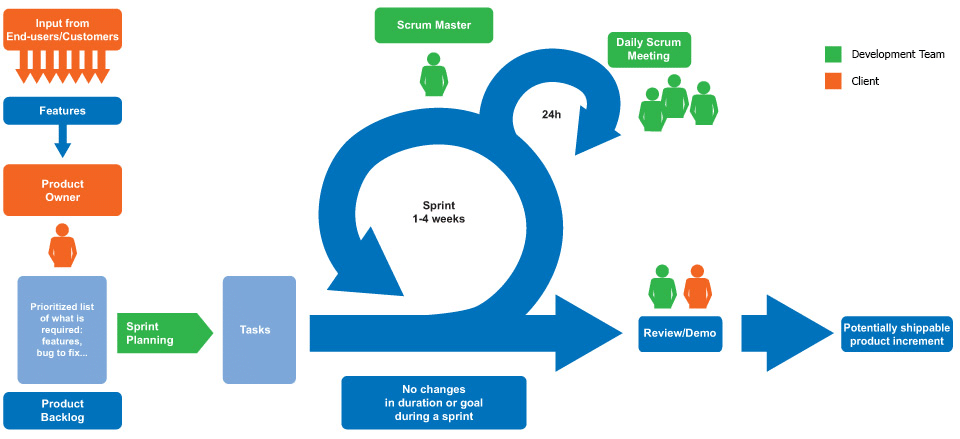 Input from
End-users/Customers
Features
Product
Owner
Prioritized list
of what is
required:
features,
bug to fix...
Product
Backlog
Sprint
Planning
Tasks
Scrum Master
Sprint
1-4 weeks
24h
Daily Scrum
Meeting
No changes
in duration or goal
during a sprint
Review/Demo
Potentially shippable
product increment
Development Team
Client